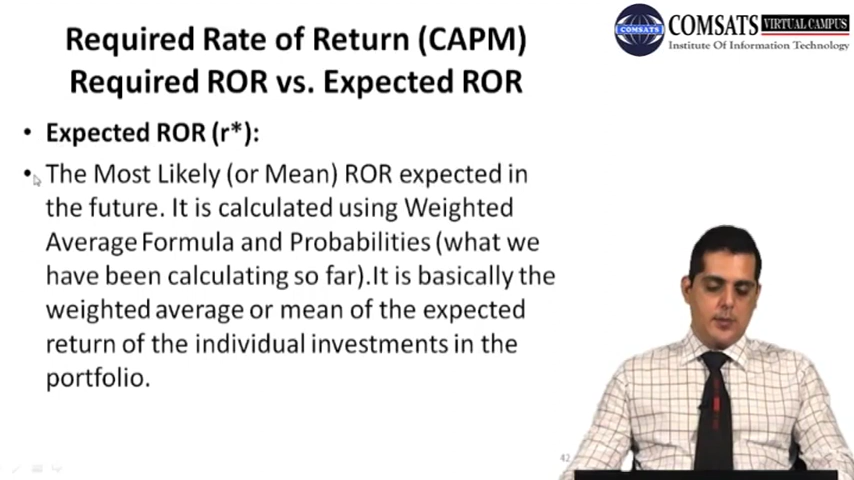 Required Rate of Return (CAPM)
Required ROR vs. Expected ROR
COMSATS VIRTUAL CAMPUS
COMSATS
Institute Of Information Technology
• Expected ROR (r*):
• The Most Likely (or Mean) ROR expected in
the future. It is calculated using Weighted
Average Formula and Probabilities (what we
have been calculating so far).It is basically the
weighted average or mean of the expected
return of the individual investments in the
portfolio.
42